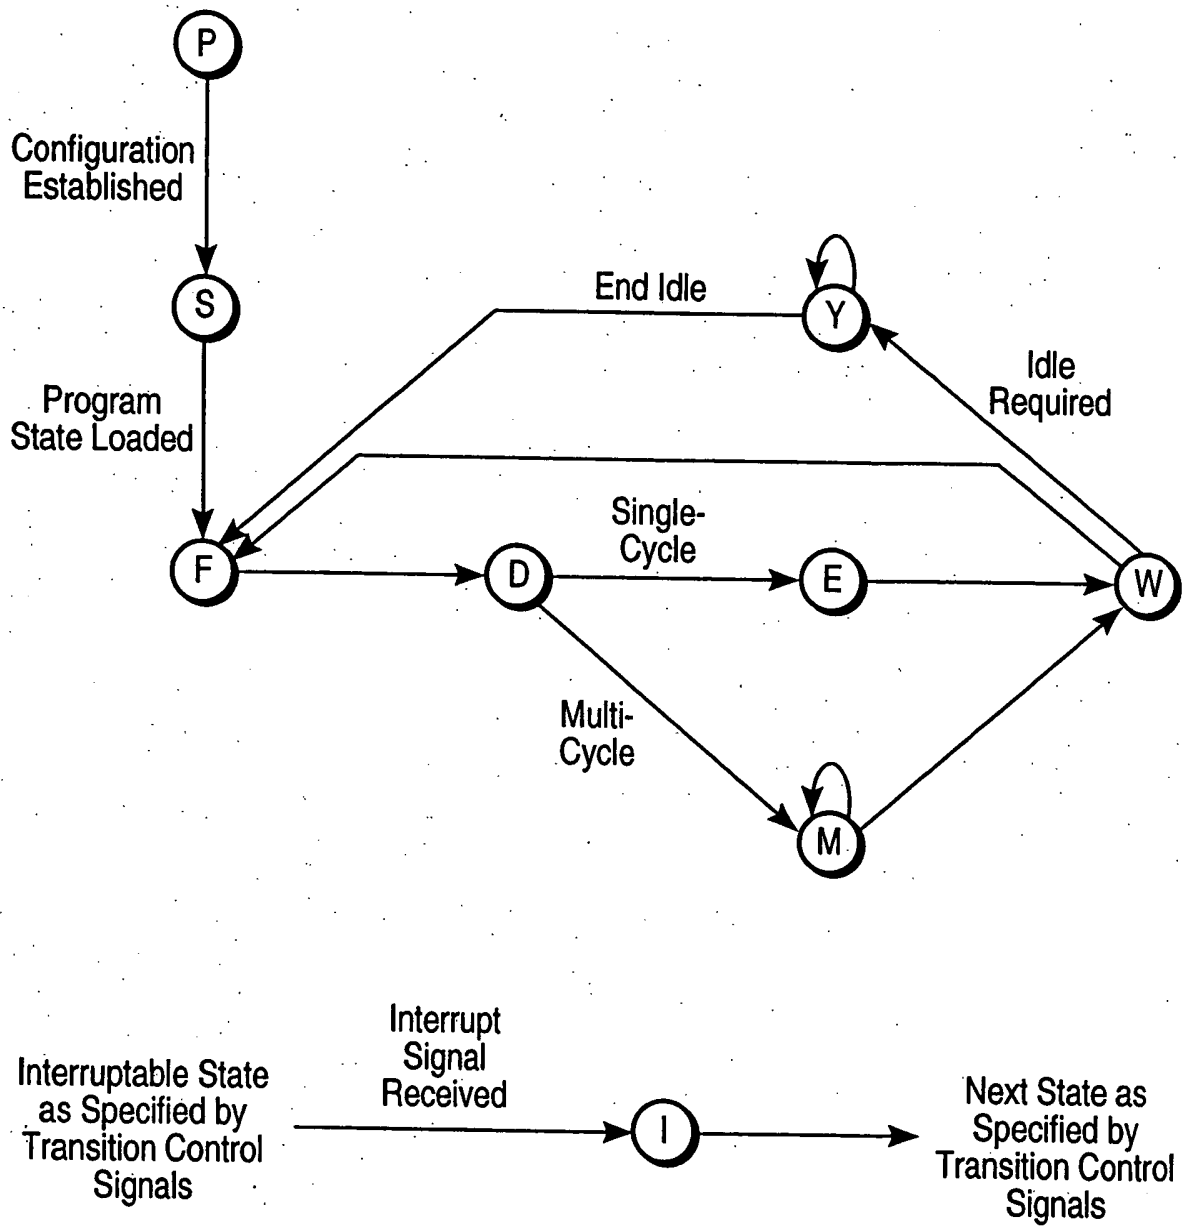 P
Configuration
Established
S
End Idle
Y
Idle
Required
Program
State Loaded
Single-
Cycle
F
D
E
W
Multi-
Cycle
M
Interrupt
Signal
Received
Interruptable State
as Specified by
Transition Control
Signals
I
Next State as
Specified by
Transition Control
Signals